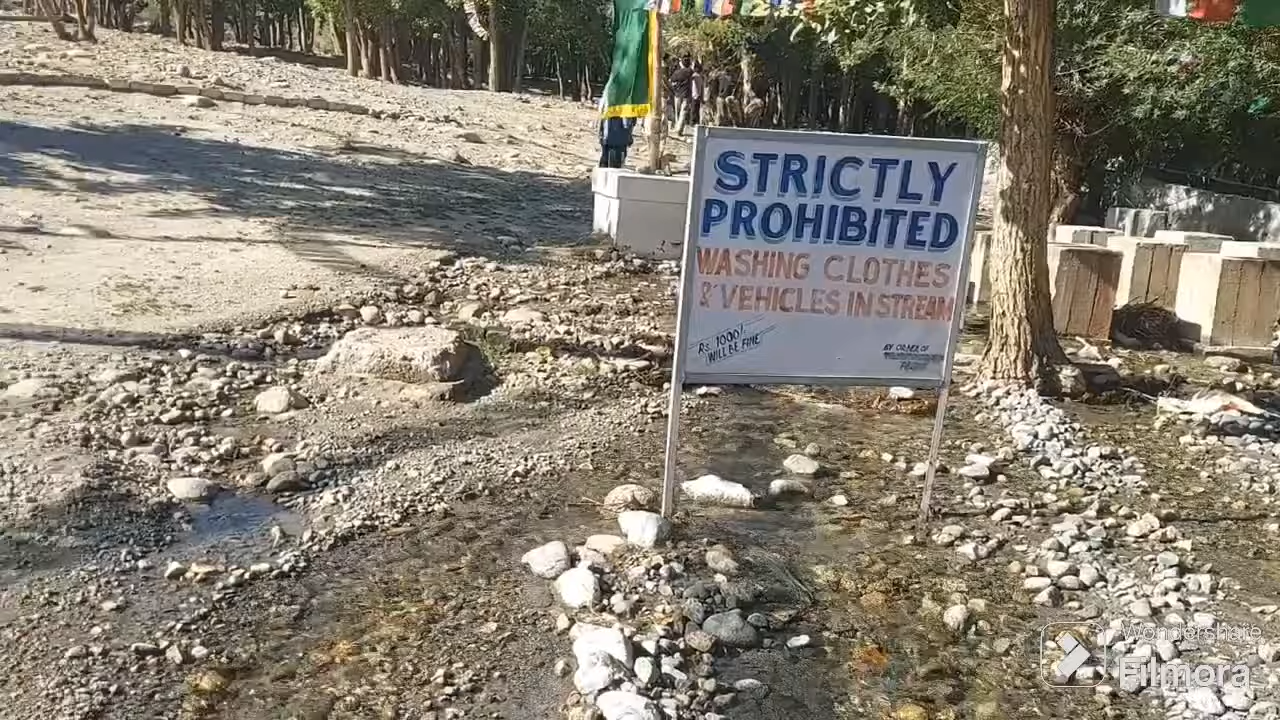 STRICTLY
PROHIBITED
WASHING CLOTHES
& VEHICLES IN STREAM
Rs. 1000/-
WILL BE FINE
BY ORDER OF
Wondershare
Filmora